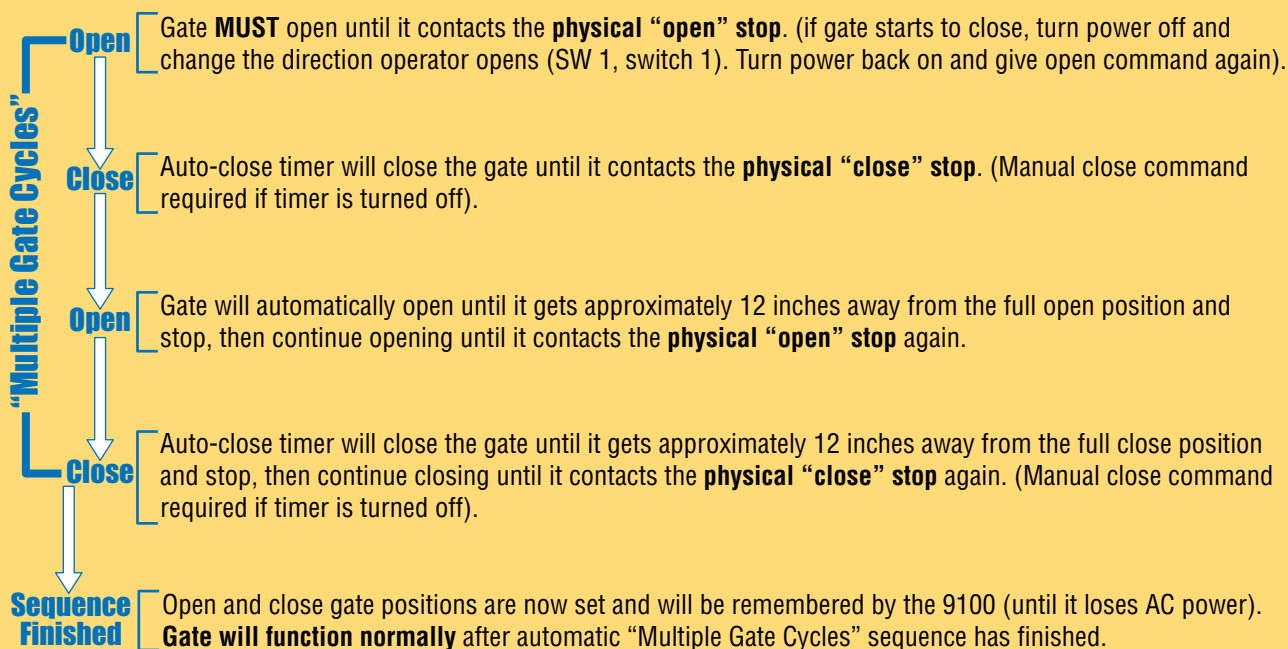 "Multiple Gate Cycles"
Open
Gate MUST open until it contacts the physical “open” stop. (if gate starts to close, turn power off and
change the direction operator opens (SW 1, switch 1). Turn power back on and give open command again).
Close
Auto-close timer will close the gate until it contacts the physical “close” stop. (Manual close command
required if timer is turned off).
Open
Gate will automatically open until it gets approximately 12 inches away from the full open position and
stop, then continue opening until it contacts the physical “open” stop again.
Close
Auto-close timer will close the gate until it gets approximately 12 inches away from the full close position
and stop, then continue closing until it contacts the physical “close” stop again. (Manual close command
required if timer is turned off).
Sequence
Finished
Open and close gate positions are now set and will be remembered by the 9100 (until it loses AC power).
Gate will function normally after automatic “Multiple Gate Cycles” sequence has finished.